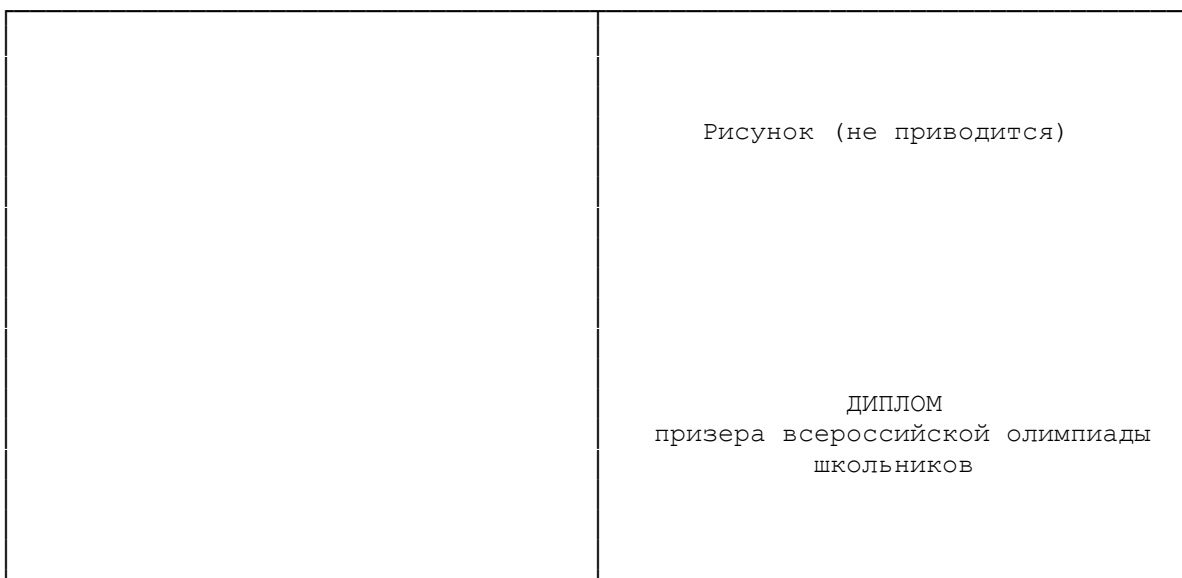 Рисунок (не приводится)
ДИПЛОМ
призера всероссийской олимпиады
школьников